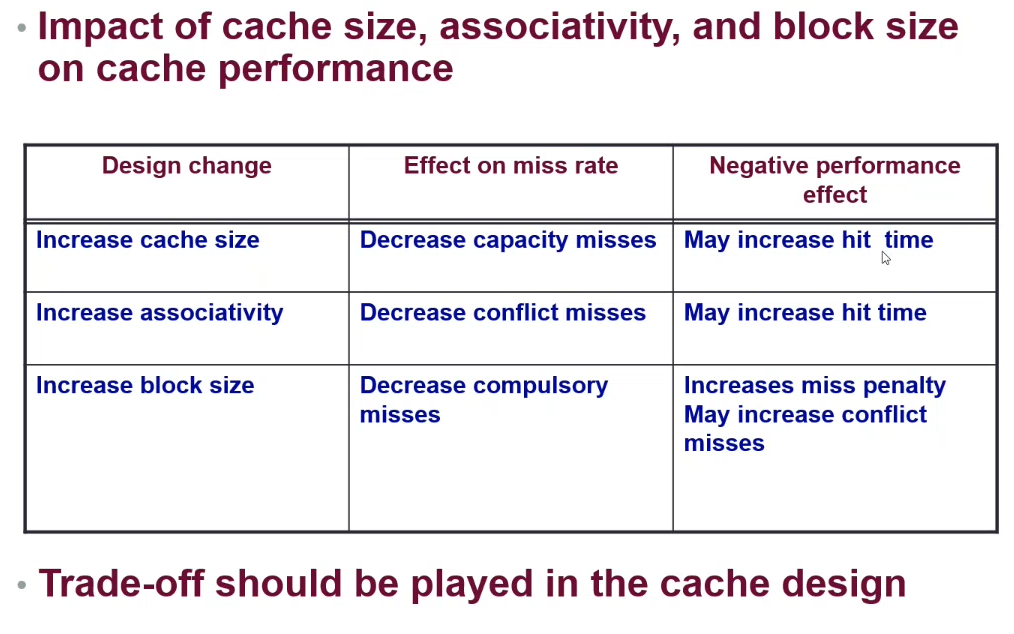 • Impact of cache size, associativity, and block size
on cache performance
Design change
Effect on miss rate
Negative performance
effect
Increase cache size
Decrease capacity misses
May increase hit time
Increase associativity
Decrease conflict misses
May increase hit time
Increase block size
Decrease compulsory
misses
Increases miss penalty
May increase conflict
misses
• Trade-off should be played in the cache design